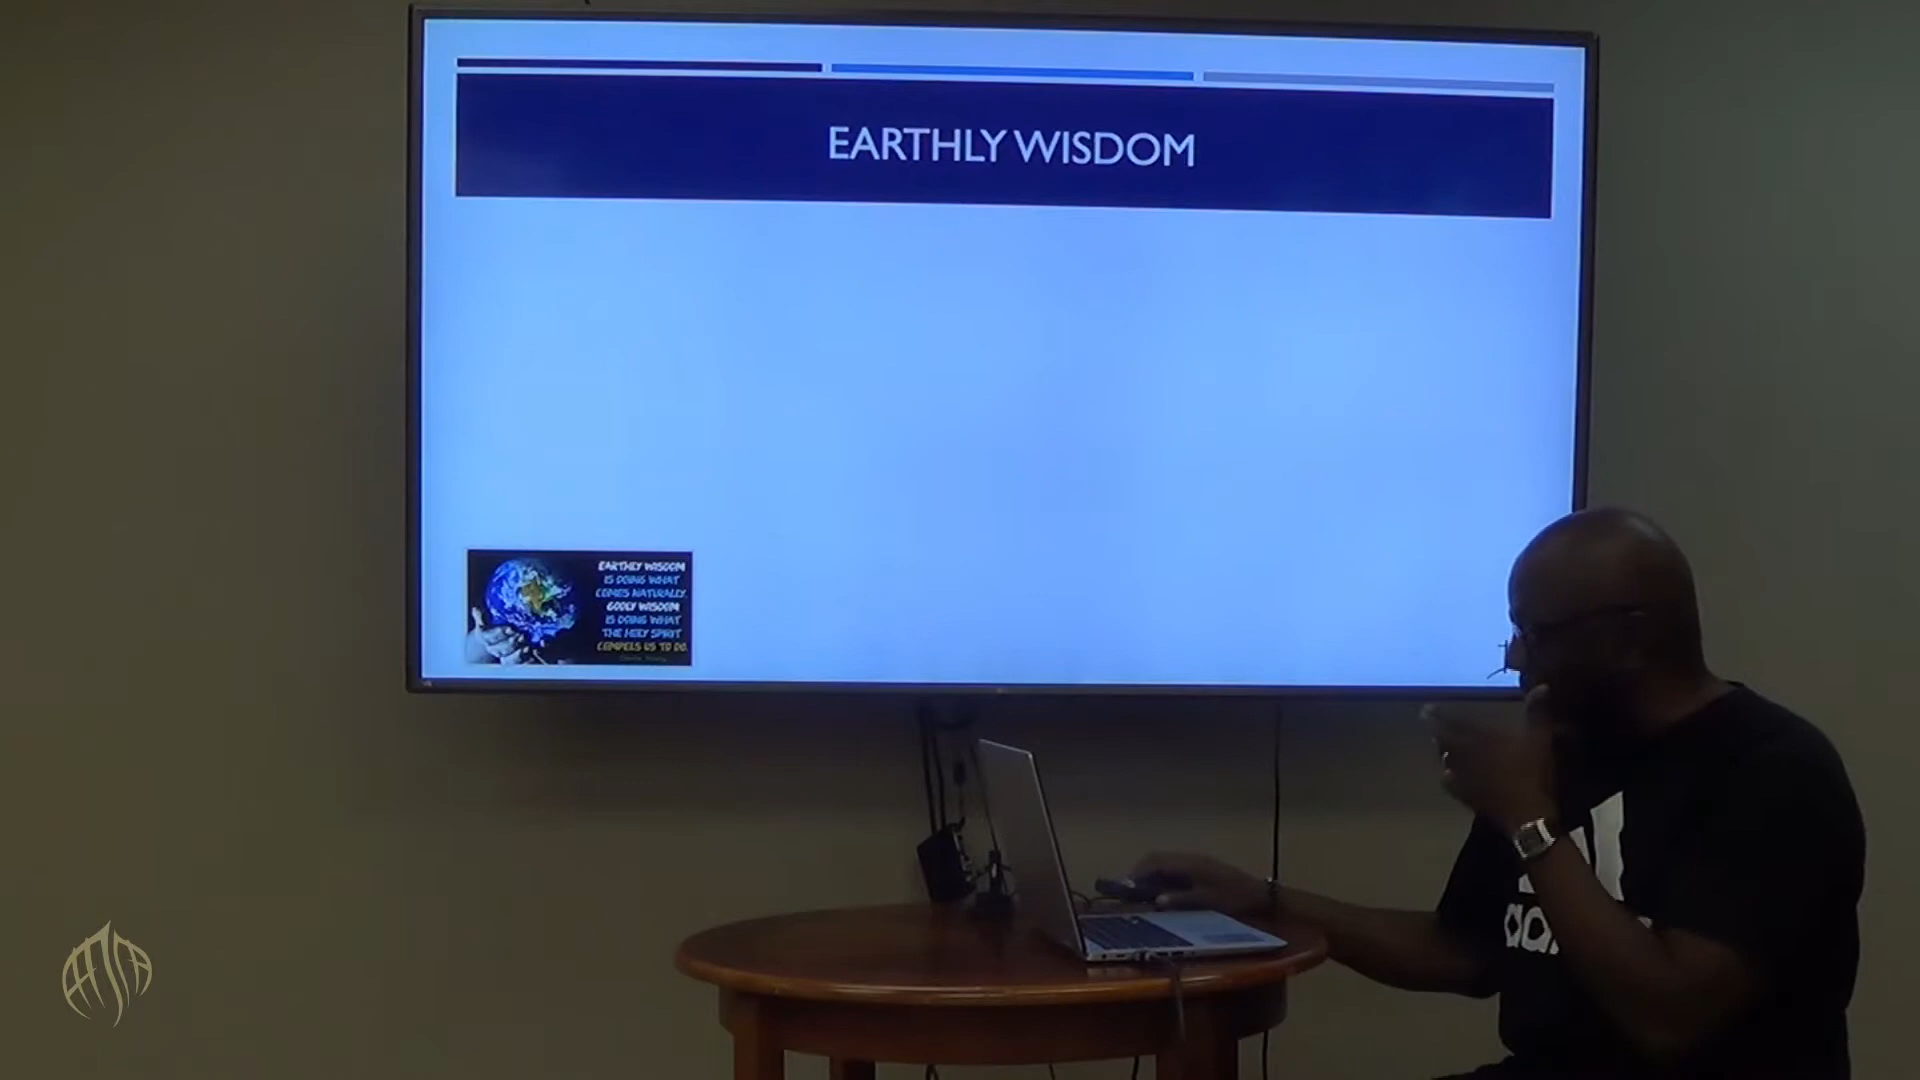 EARTHLY WISDOM
EARTHLY WISDOM
IS DOING WHAT
COMES NATURALLY.
GODLY WISDOM
IS DOING WHAT
THE HOLY SPIRIT
COMPELS US TO DO.